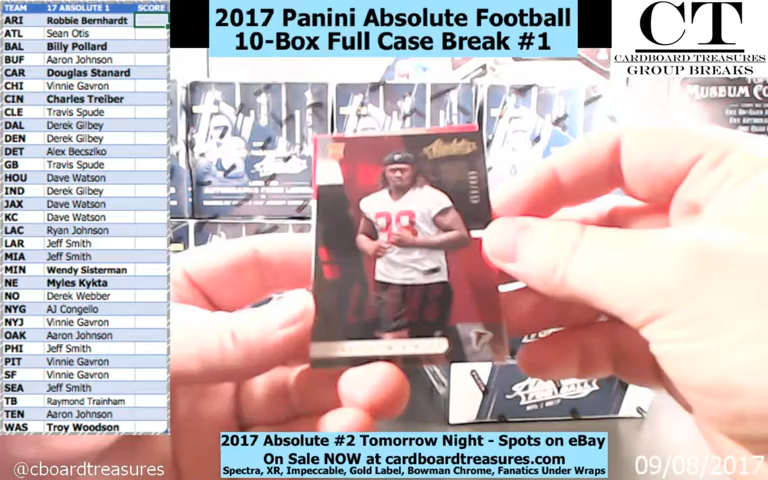 TEAM 17 ABSOLUTE 1 SCORE
ARI Robbie Bernhardt
ATL Sean Otis
BAL Billy Pollard
BUF Aaron Johnson
CAR Douglas Stanard
CHI Vinnie Gavron
CIN Charles Treiber
CLE Travis Spude
DAL Derek Gilbey
DEN Derek Gilbey
DET Alex Becsziko
GB Travis Spude
HOU Dave Watson
IND Derek Gilbey
JAX Dave Watson
KC Dave Watson
LAC Ryan Johnson
LAR Jeff Smith
MIA Jeff Smith
MIN Wendy Sisterman
NE Myles Kykta
NO Derek Webber
NYG AJ Congello
NYJ Vinnie Gavron
OAK Aaron Johnson
PHI Jeff Smith
PIT Vinnie Gavron
SF Vinnie Gavron
SEA Jeff Smith
TB Raymond Trainham
TEN Aaron Johnson
WAS Troy Woodson
2017 Panini Absolute Football
10-Box Full Case Break #1
CT
CARDBOARD TREASURES
GROUP BREAKS
MUSEUM CO
2017 Absolute #2 Tomorrow Night - Spots on eBay
On Sale NOW at cardboardtreasures.com
Spectra, XR, Impeccable, Gold Label, Bowman Chrome, Fanatics Under Wraps
@cboardtreasures
09/08/2017